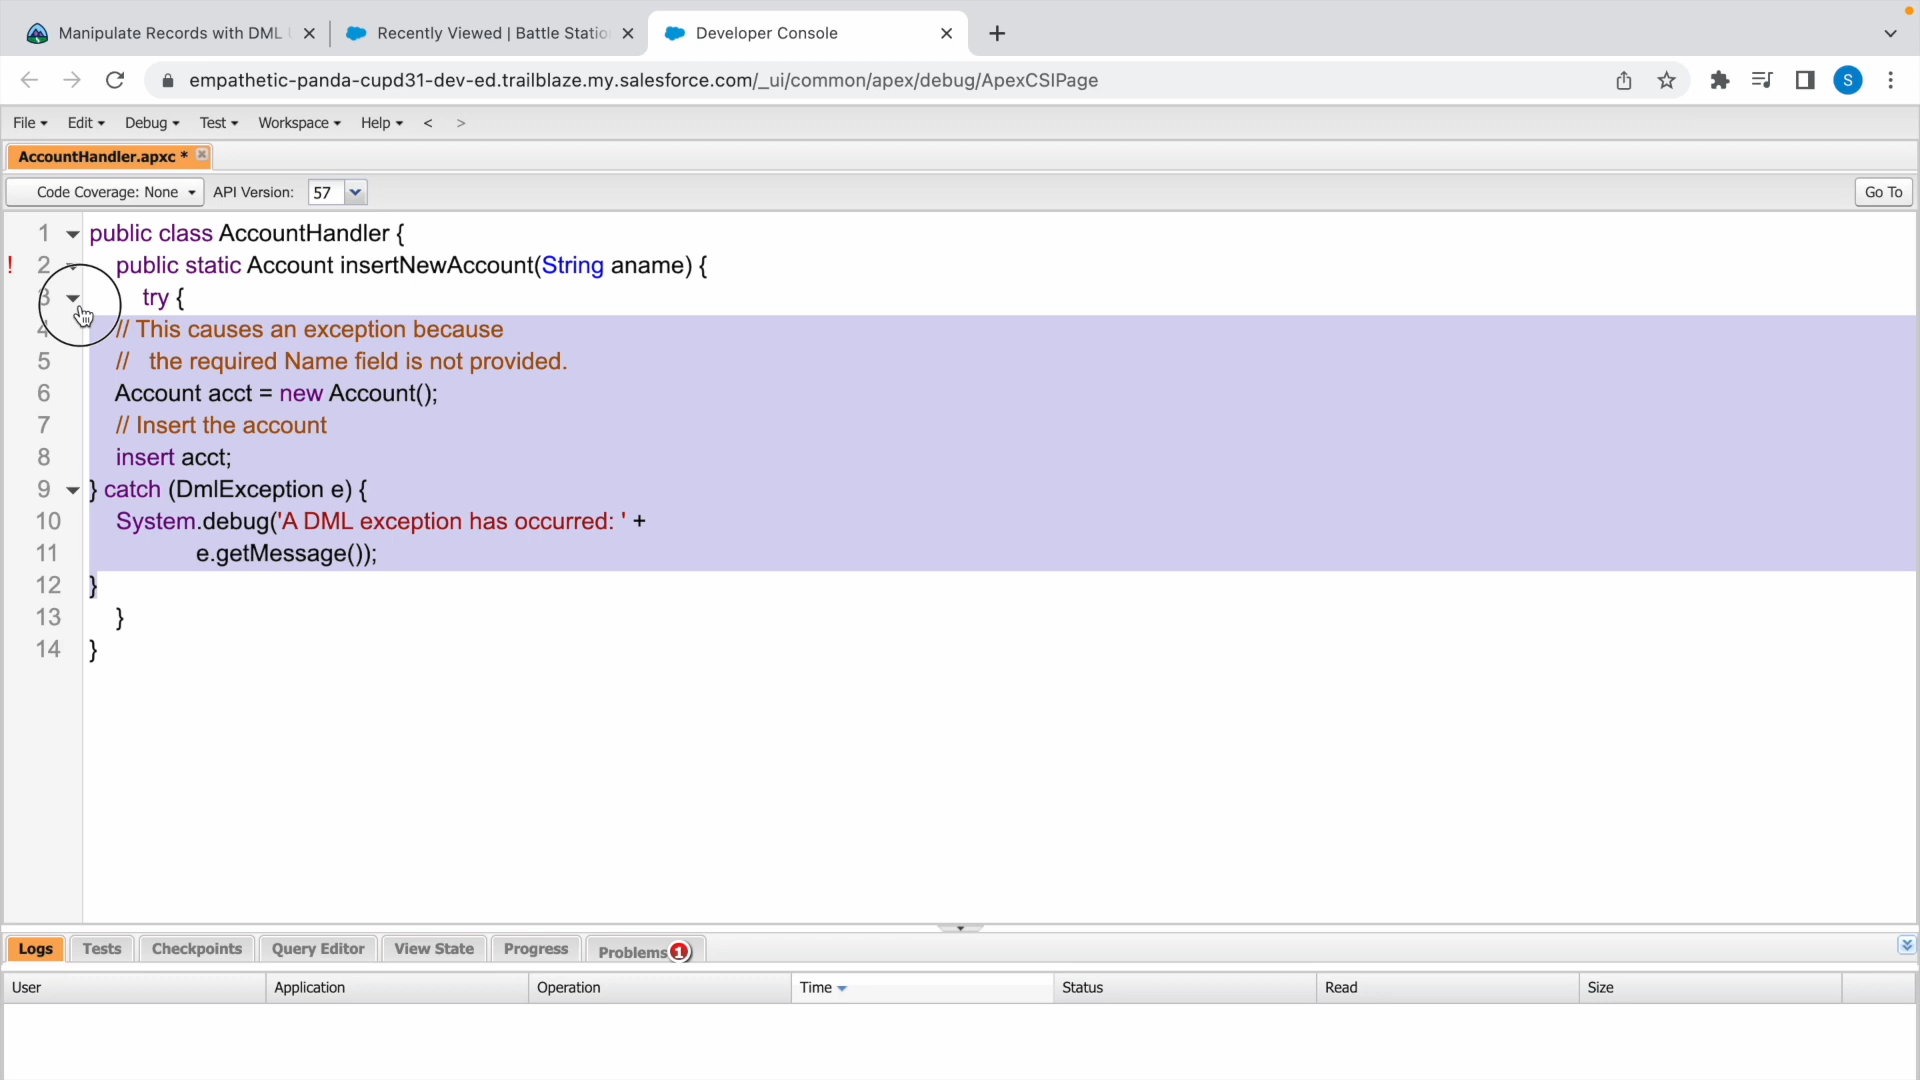 Manipulate Records with DML
Recently Viewed | Battle Statio
Developer Console
empathetic-panda-cupd31-dev-ed.trailblaze.my.salesforce.com/_ui/common/apex/debug/ApexCSIPage
S
File Edit Debug Test Workspace Help < >
AccountHandler.apxc *
Code Coverage: None API Version: 57 Go To
1 public class AccountHandler {
! 2 public static Account insertNewAccount(String aname) {
3 try {
4 // This causes an exception because
5 // the required Name field is not provided.
6 Account acct = new Account();
7 // Insert the account
8 insert acct;
9 } catch (DmlException e) {
10 System.debug('A DML exception has occurred: ' +
11 e.getMessage());
12 }
13 }
14 }
Logs Tests Checkpoints Query Editor View State Progress Problems 1
User Application Operation Time Status Read Size